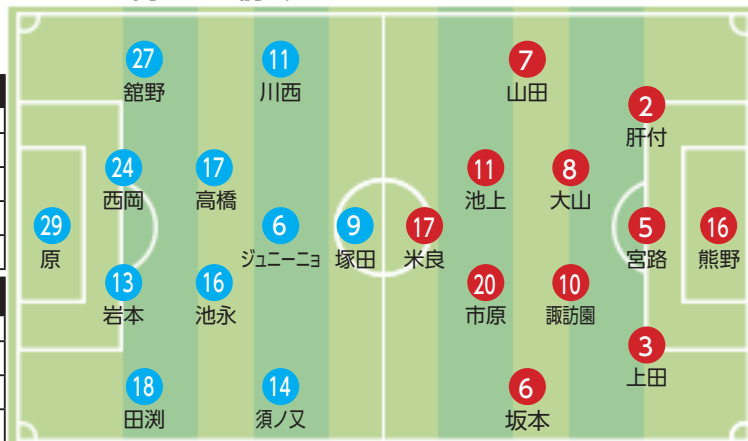 27
舘野
11
川西
7
山田
2
肝付
24
西岡
17
高橋
11
池上
8
大山
29
原
6
ジュニーニョ
9
塚田
17
米良
5
宮路
16
熊野
13
岩本
16
池永
20
市原
10
諏訪園
3
上田
18
田渕
14
須ノ又
6
坂本